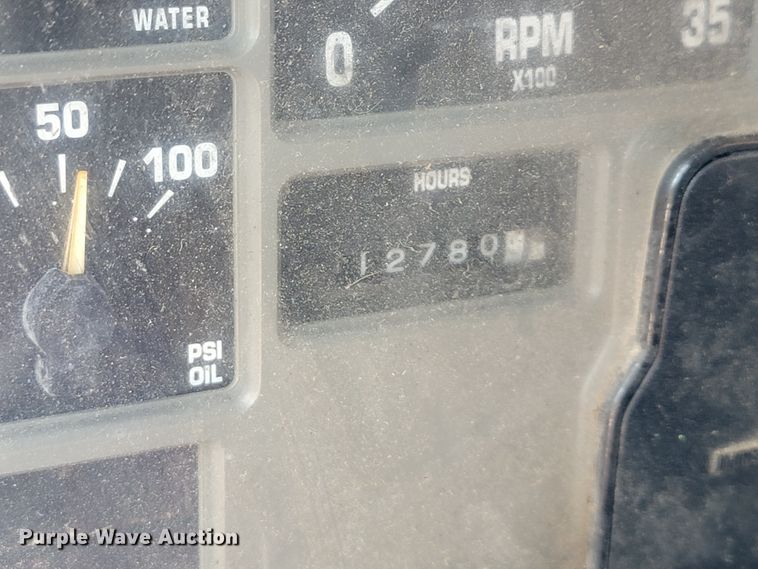 WATER
0
RPM
X100
35
50
100
PSI
OIL
HOURS
12780
Purple Wave Auction